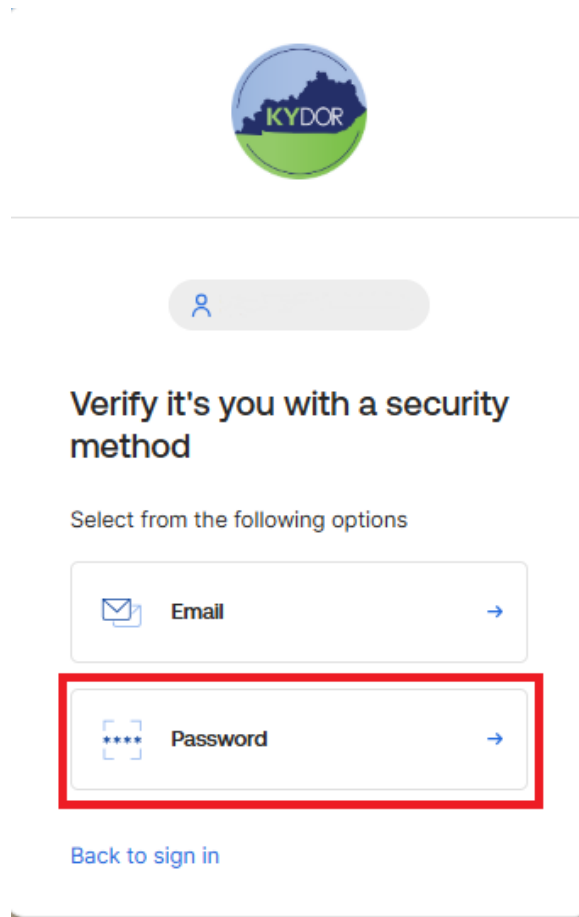 KYDOR
Verify it's you with a security
method
Select from the following options
Email
**** Password
Back to sign in